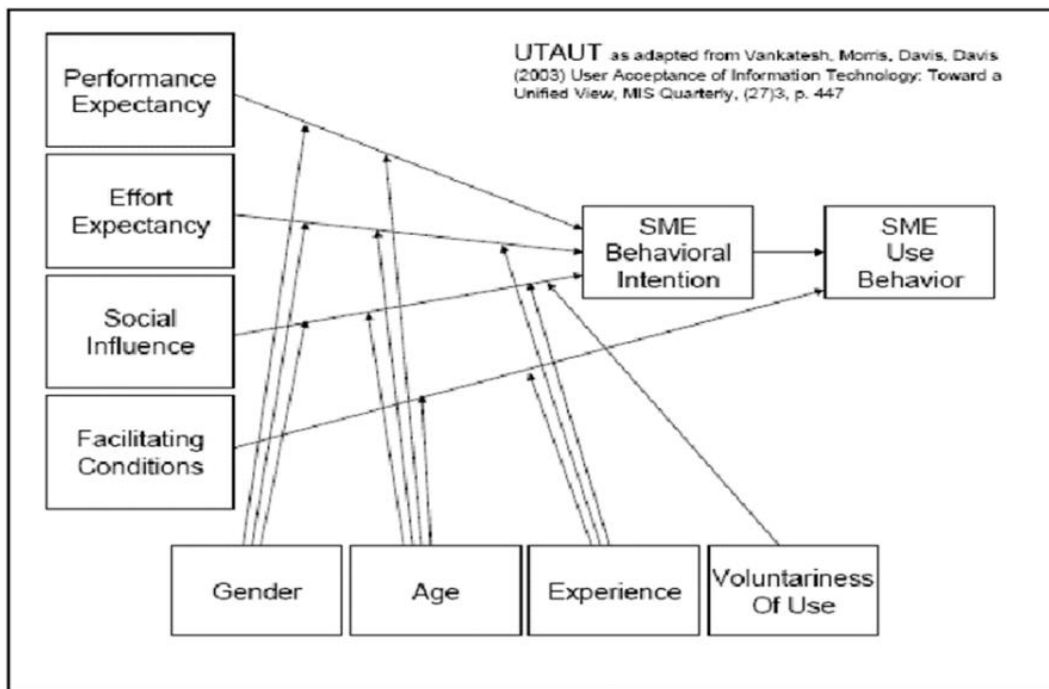 Performance
Expectancy
UTAUT as adapted from Vankatesh, Morris, Davis, Davis
(2003) User Acceptance of Information Technology: Toward a
Unified View, MIS Quarterly, (27)3, p. 447
Effort
Expectancy
Social
Influence
Facilitating
Conditions
SME
Behavioral
Intention
SME
Use
Behavior
Gender
Age
Experience
Voluntariness
Of Use